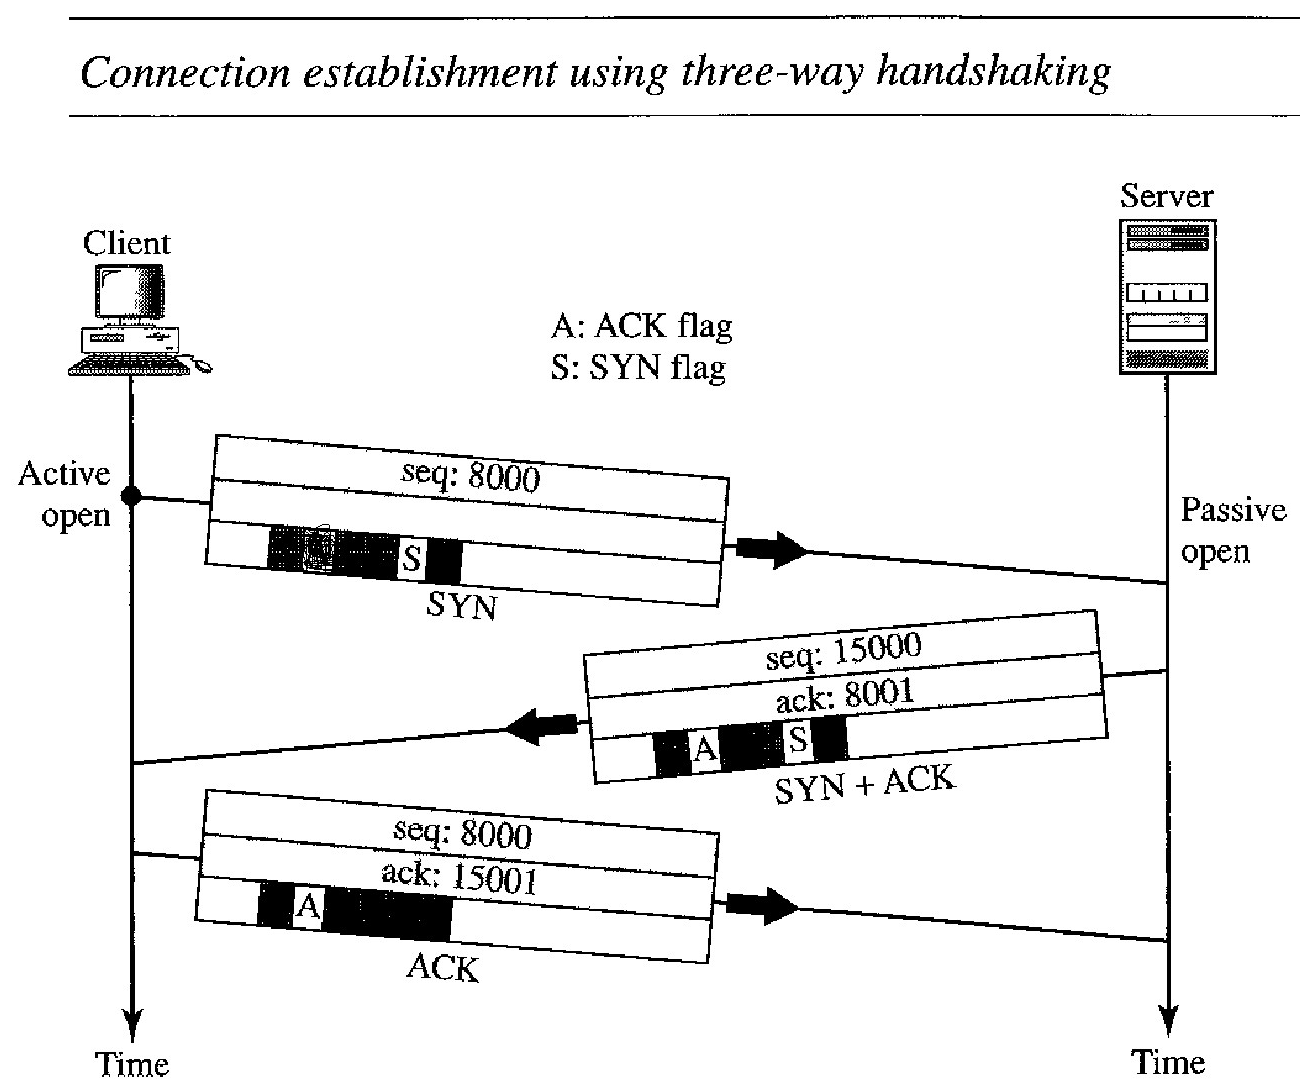 Connection establishment using three-way handshaking
Server
Client
A: ACK flag
S: SYN flag
Active
open
Passive
open
seq: 8000
S
SYN
seq: 15000
ack: 8001
A S
SYN + ACK
seq: 8000
ack: 15001
A
ACK
Time
Time